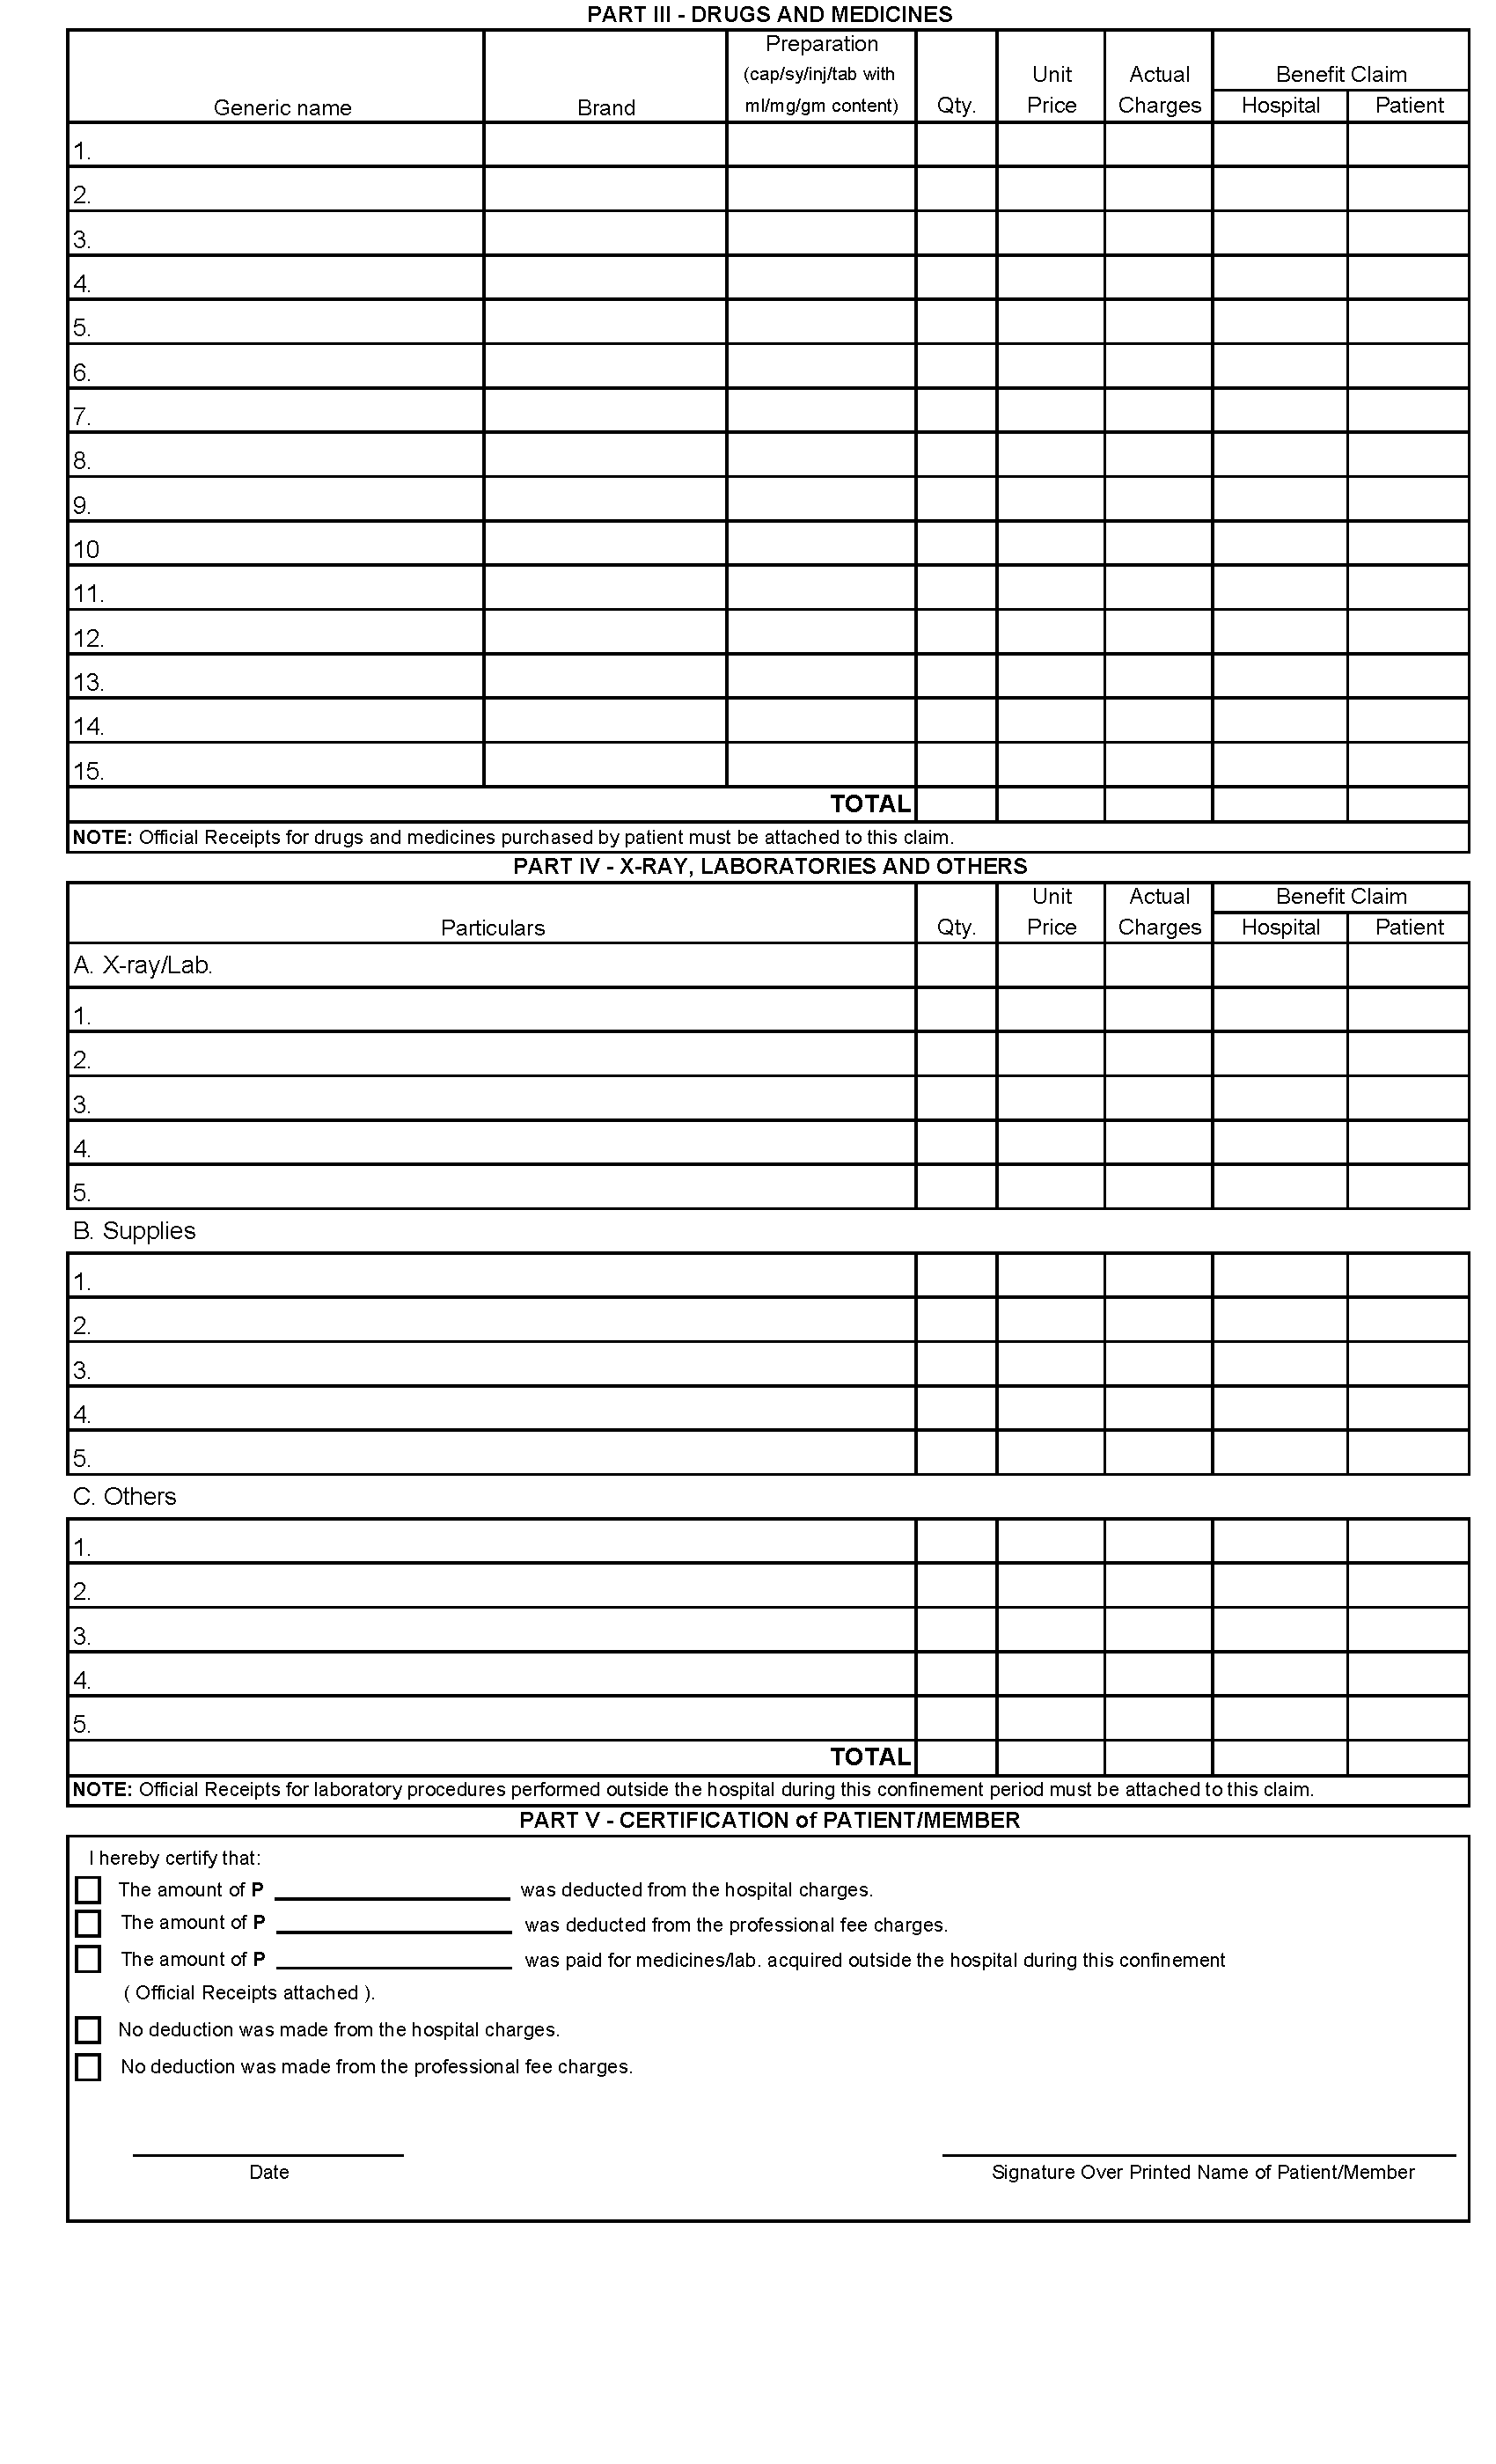 PART III - DRUGS AND MEDICINES
Generic name Brand Preparation (cap/sy/inj/tab with ml/mg/gm content) Qty. Unit Price Actual Charges Benefit Claim Hospital Patient
1.
2.
3.
4.
5.
6.
7.
8.
9.
10
11.
12.
13.
14.
15.
TOTAL
NOTE: Official Receipts for drugs and medicines purchased by patient must be attached to this claim.
PART IV - X-RAY, LABORATORIES AND OTHERS
Particulars Qty. Unit Price Actual Charges Benefit Claim Hospital Patient
A. X-ray/Lab.
1.
2.
3.
4.
5.
B. Supplies
1.
2.
3.
4.
5.
C. Others
1.
2.
3.
4.
5.
TOTAL
NOTE: Official Receipts for laboratory procedures performed outside the hospital during this confinement period must be attached to this claim.
PART V - CERTIFICATION of PATIENT/MEMBER
I hereby certify that:
The amount of P ____________________ was deducted from the hospital charges.
The amount of P ____________________ was deducted from the professional fee charges.
The amount of P ____________________ was paid for medicines/lab. acquired outside the hospital during this confinement
( Official Receipts attached ).
No deduction was made from the hospital charges.
No deduction was made from the professional fee charges.
Date Signature Over Printed Name of Patient/Member